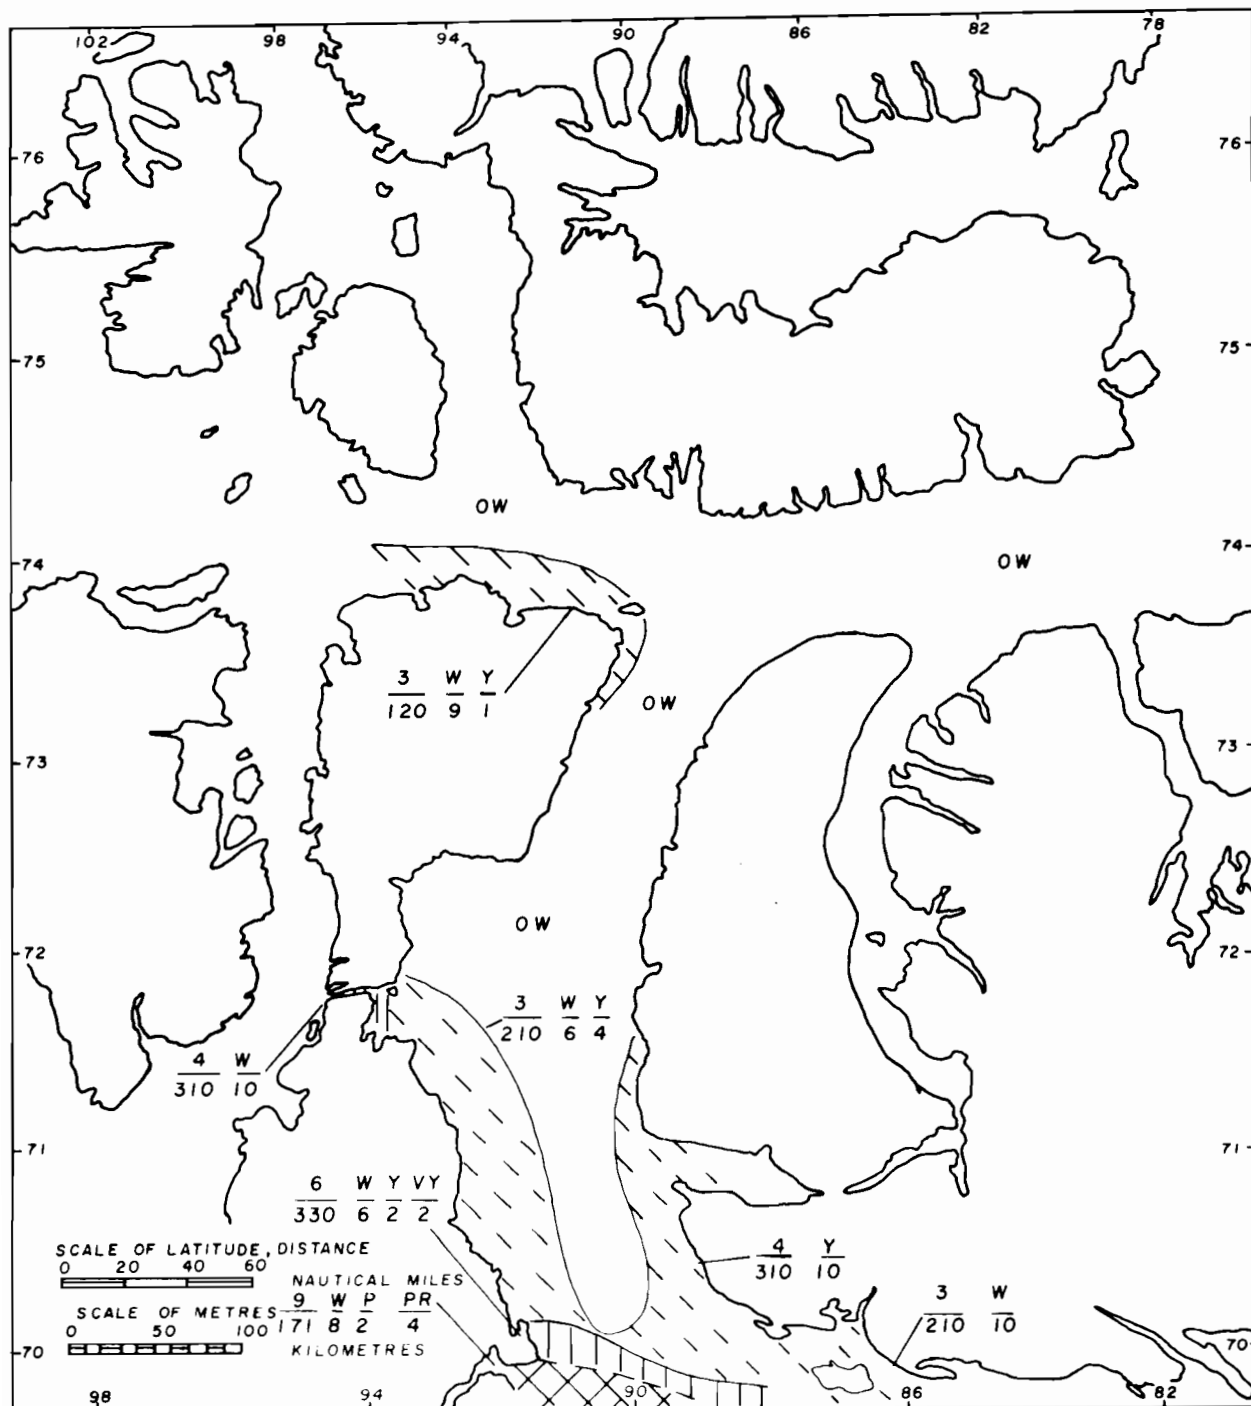 102 98 94 90 86 82 78
76 76
75 75
OW
74 OW 74
3 W Y
120 9 1
OW
73 73
OW
72 72
3 W Y
210 6 4
4 W
310 10
71 71
6 W Y VY
330 6 2 2
SCALE OF LATITUDE, DISTANCE
0 20 40 60
NAUTICAL MILES
4 Y
310 10
SCALE OF METRES
0 50 100
KILOMETRES
9 W P PR
171 8 2 4
3 W
210 10
70 70
98 94 90 86 82